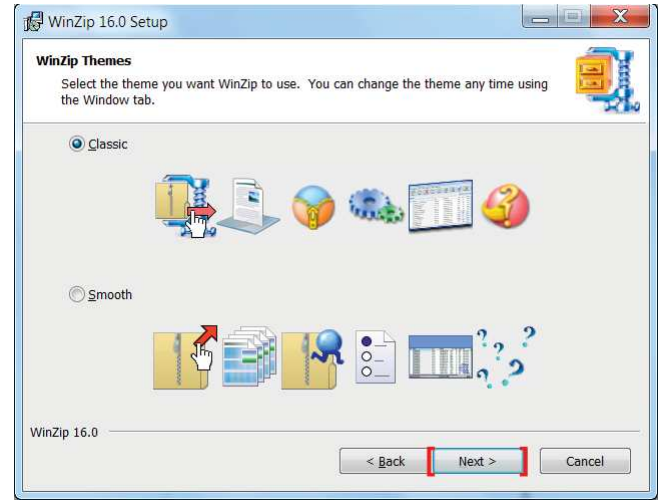 WinZip 16.0 Setup
WinZip Themes
Select the theme you want WinZip to use. You can change the theme any time using
the Window tab.
Classic
Smooth
WinZip 16.0
< Back
Next >
Cancel